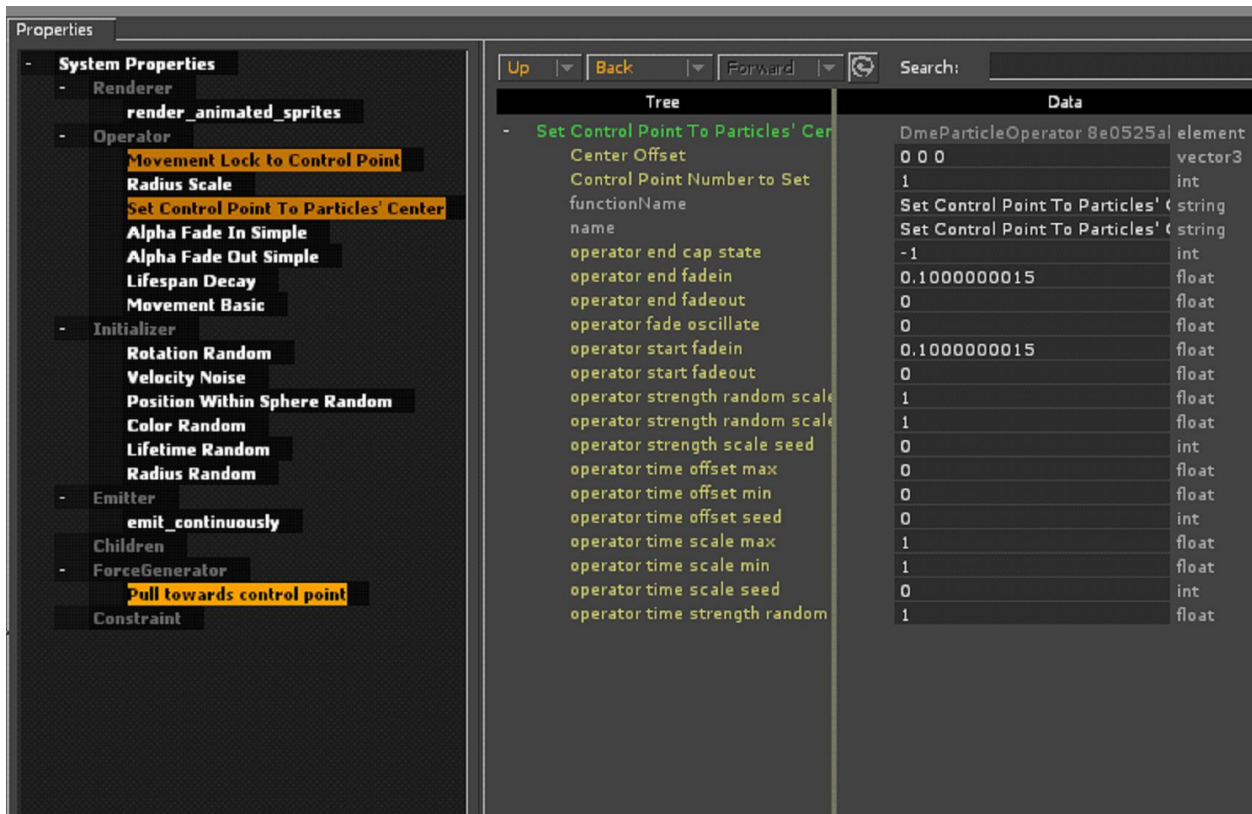 Properties
- System Properties
- Renderer
render_animated_sprites
- Operator
Movement Lock to Control Point
Radius Scale
Set Control Point To Particles' Center
Alpha Fade In Simple
Alpha Fade Out Simple
Lifespan Decay
Movement Basic
- Initializer
Rotation Random
Velocity Noise
Position Within Sphere Random
Color Random
Lifetime Random
Radius Random
- Emitter
emit_continuously
Children
- ForceGenerator
Pull towards control point
Constraint
Up Back Forward Search:
Tree Data
- Set Control Point To Particles' Cer DmeParticleOperator 8e0525al element
Center Offset 0 0 0 vector3
Control Point Number to Set 1 int
functionName Set Control Point To Particles' string
name Set Control Point To Particles' string
operator end cap state -1 int
operator end fadein 0.1000000015 float
operator end fadeout 0 float
operator fade oscillate 0 float
operator start fadein 0.1000000015 float
operator start fadeout 0 float
operator strength random scale 1 float
operator strength random scale 1 float
operator strength scale seed 0 int
operator time offset max 0 float
operator time offset min 0 float
operator time offset seed 0 int
operator time scale max 1 float
operator time scale min 1 float
operator time scale seed 0 int
operator time strength random 1 float